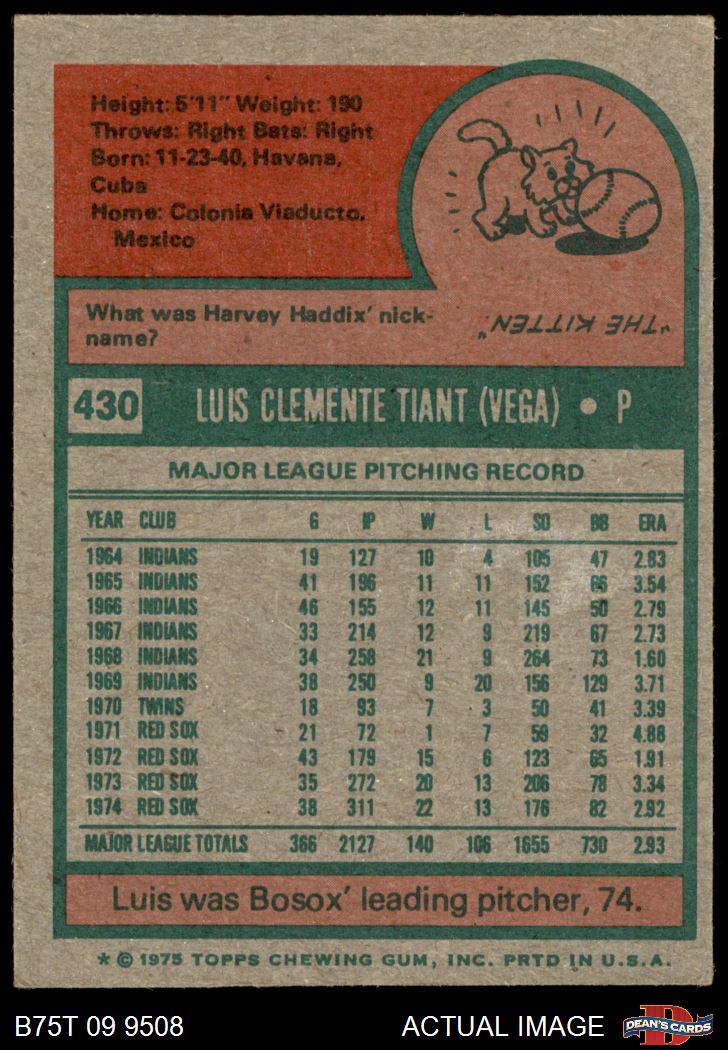 Height: 5'11" Weight: 190
Throws: Right Bats: Right
Born: 11-23-40, Havana,
Cuba
Home: Colonia Viaducto,
Mexico
What was Harvey Haddix' nick-
name?
"THE KITTEN"
430 LUIS CLEMENTE TIANT (VEGA) • P
MAJOR LEAGUE PITCHING RECORD
YEAR CLUB G IP W L SO BB ERA
1964 INDIANS 19 127 10 4 105 47 2.83
1965 INDIANS 41 196 11 11 152 66 3.54
1966 INDIANS 46 155 12 11 145 50 2.79
1967 INDIANS 33 214 12 9 219 67 2.73
1968 INDIANS 34 258 21 9 264 73 1.60
1969 INDIANS 38 250 9 20 156 129 3.71
1970 TWINS 18 93 7 3 50 41 3.39
1971 RED SOX 21 72 1 7 59 32 4.88
1972 RED SOX 43 179 15 6 123 65 1.91
1973 RED SOX 35 272 20 13 206 78 3.34
1974 RED SOX 38 311 22 13 176 82 2.92
MAJOR LEAGUE TOTALS 366 2127 140 106 1655 730 2.93
Luis was Bosox' leading pitcher, 74.
* © 1975 TOPPS CHEWING GUM, INC. PRTD IN U.S.A.
B75T 09 9508 ACTUAL IMAGE DEAN'S CARDS